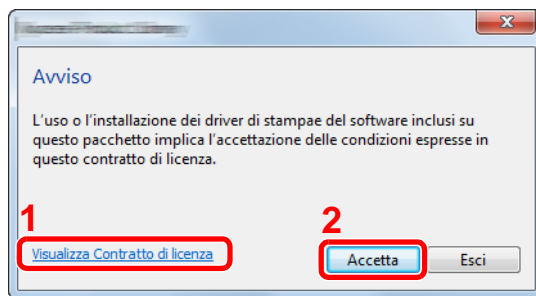 Avviso
L'uso o l'installazione dei driver di stampae del software inclusi su
questo pacchetto implica l'accettazione delle condizioni espresse in
questo contratto di licenza.
1
2
Visualizza Contratto di licenza
Accetta
Esci